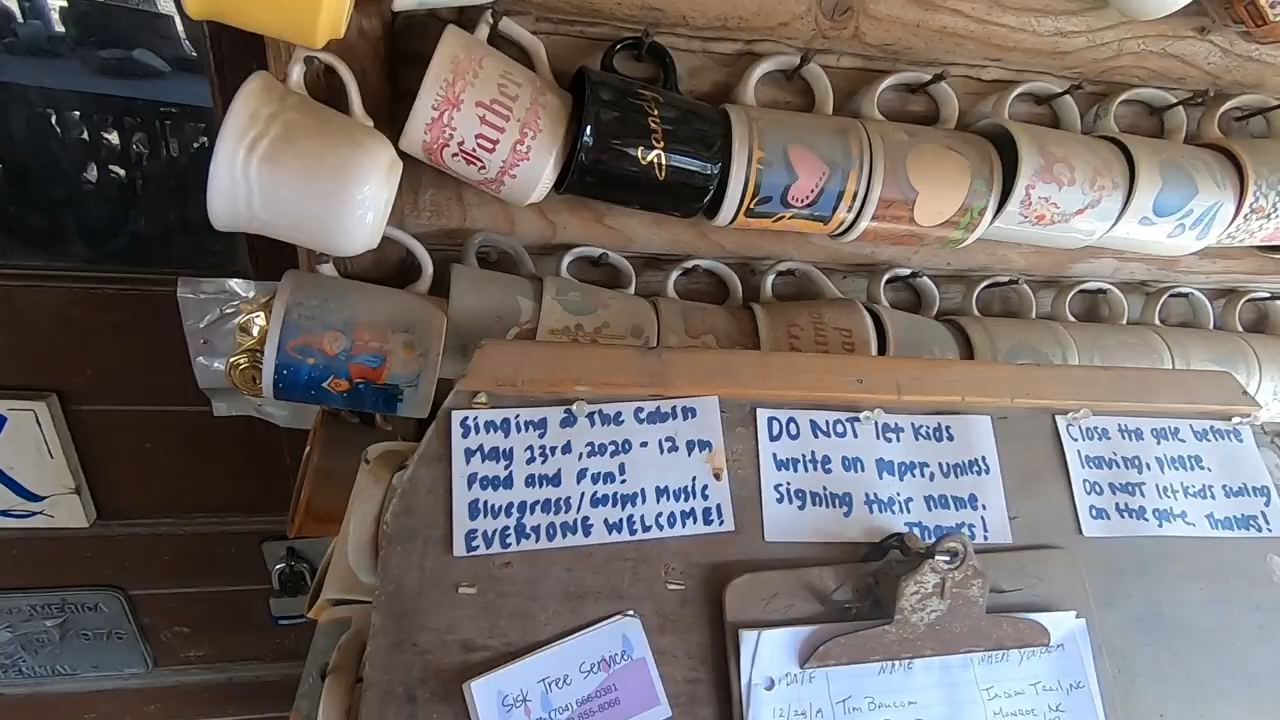 Father
Sandy
Singing @ The Cabin
May 23rd, 2020 - 12 pm
Food and Fun!
Bluegrass/Gospel Music
EVERYONE WELCOME!
DO NOT let kids
write on paper, unless
signing their name.
Thanks!
Close the gate before
leaving, please.
DO NOT let kids swing
on the gate. Thanks!
Sisk Tree Service
(704) 666-0381
855-8066
DATE NAME WHERE YOU FROM
Tim Baucom Indian Trail, NC
MONROE, NC
OF AMERICA